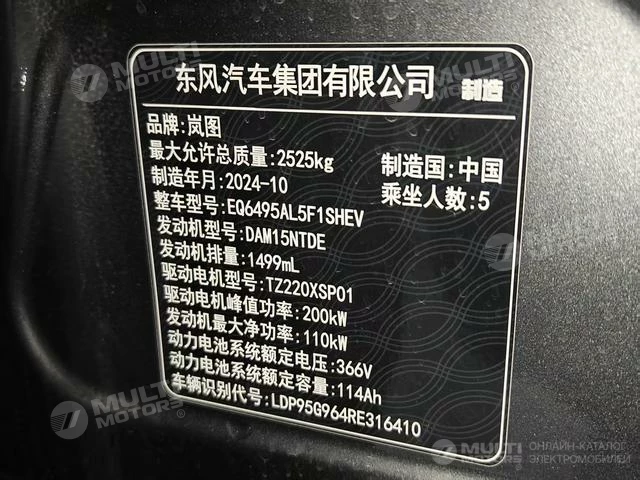 东风汽车集团有限公司 制造
品牌:岚图
最大允许总质量:2525kg 制造国:中国
制造年月:2024-10 乘坐人数:5
整车型号:EQ6495AL5F1SHEV
发动机型号:DAM15NTDE
发动机排量:1499mL
驱动电机型号:TZ220XSP01
驱动电机峰值功率:200kW
发动机最大净功率:110kW
动力电池系统额定电压:366V
动力电池系统额定容量:114Ah
车辆识别代号:LDP95G964RE316410
MULTI MOTORS
MULTI MOTORS
MULTI MOTORS
MULTI MOTORS
MULTI MOTORS
ОНЛАЙН-КАТАЛОГ
ЭЛЕКТРОМОБИЛЕЙ